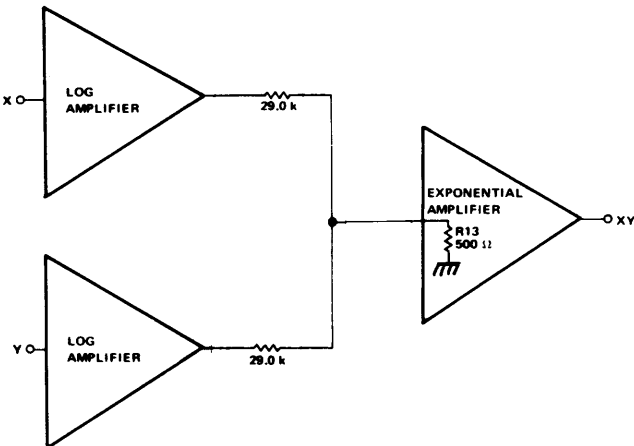 X
LOG
AMPLIFIER
29.0 k
EXPONENTIAL
AMPLIFIER
R13
500 Ω
XY
Y
LOG
AMPLIFIER
29.0 k